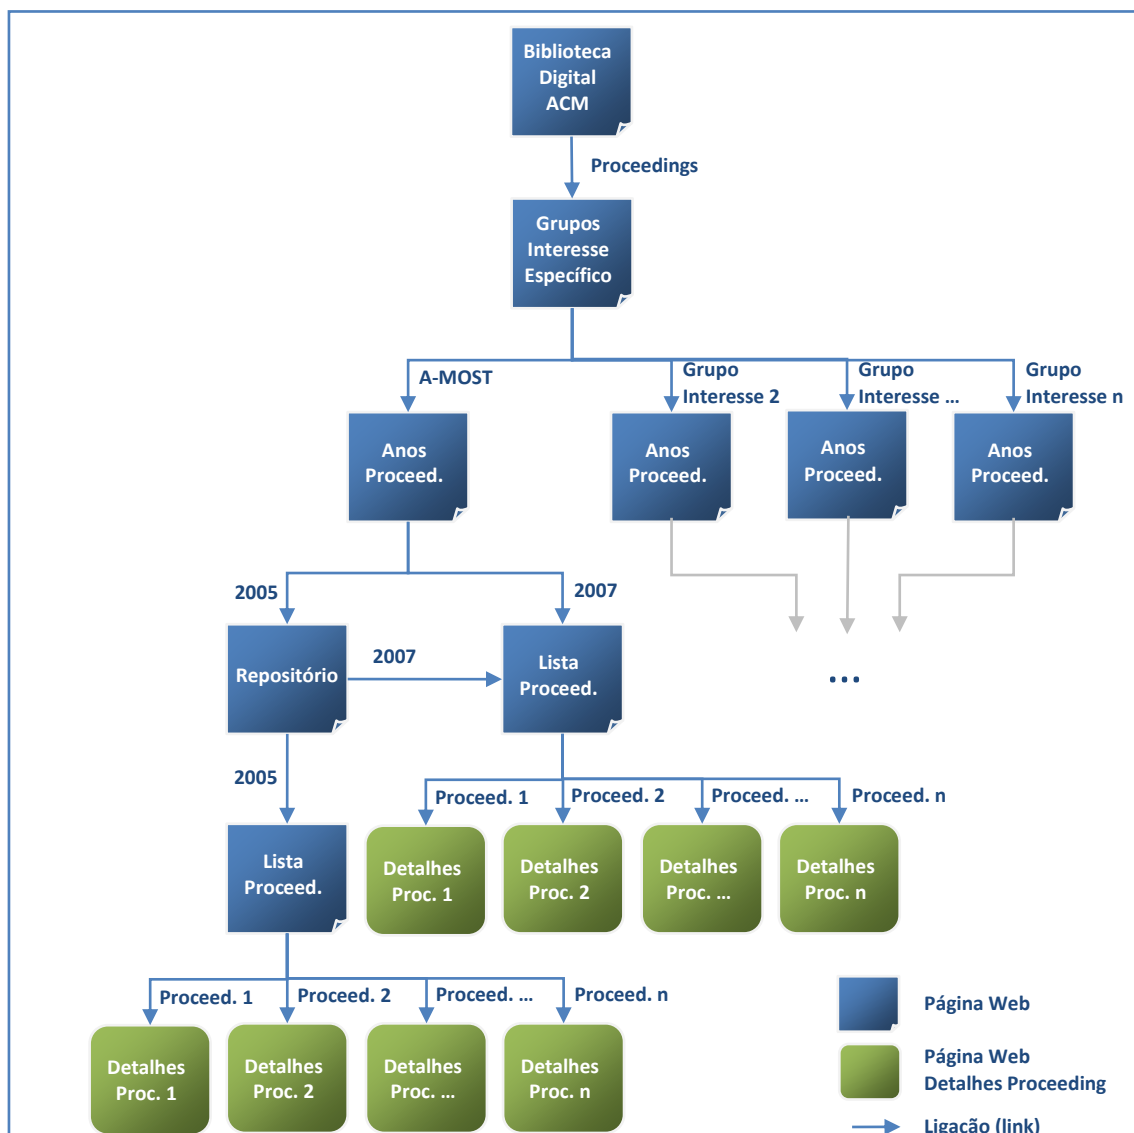 Biblioteca
Digital
ACM
Proceedings
Grupos
Interesse
Específico
A-MOST
Grupo
Interesse 2
Grupo
Interesse ...
Grupo
Interesse n
Anos
Proceed.
Anos
Proceed.
Anos
Proceed.
Anos
Proceed.
2005
2007
Repositório
2007
Lista
Proceed.
...
2005
Proceed. 1
Proceed. 2
Proceed. ...
Proceed. n
Lista
Proceed.
Detalhes
Proc. 1
Detalhes
Proc. 2
Detalhes
Proc. ...
Detalhes
Proc. n
Proceed. 1
Proceed. 2
Proceed. ...
Proceed. n
Detalhes
Proc. 1
Detalhes
Proc. 2
Detalhes
Proc. ...
Detalhes
Proc. n
Página Web
Página Web
Detalhes Proceeding
Ligação (link)